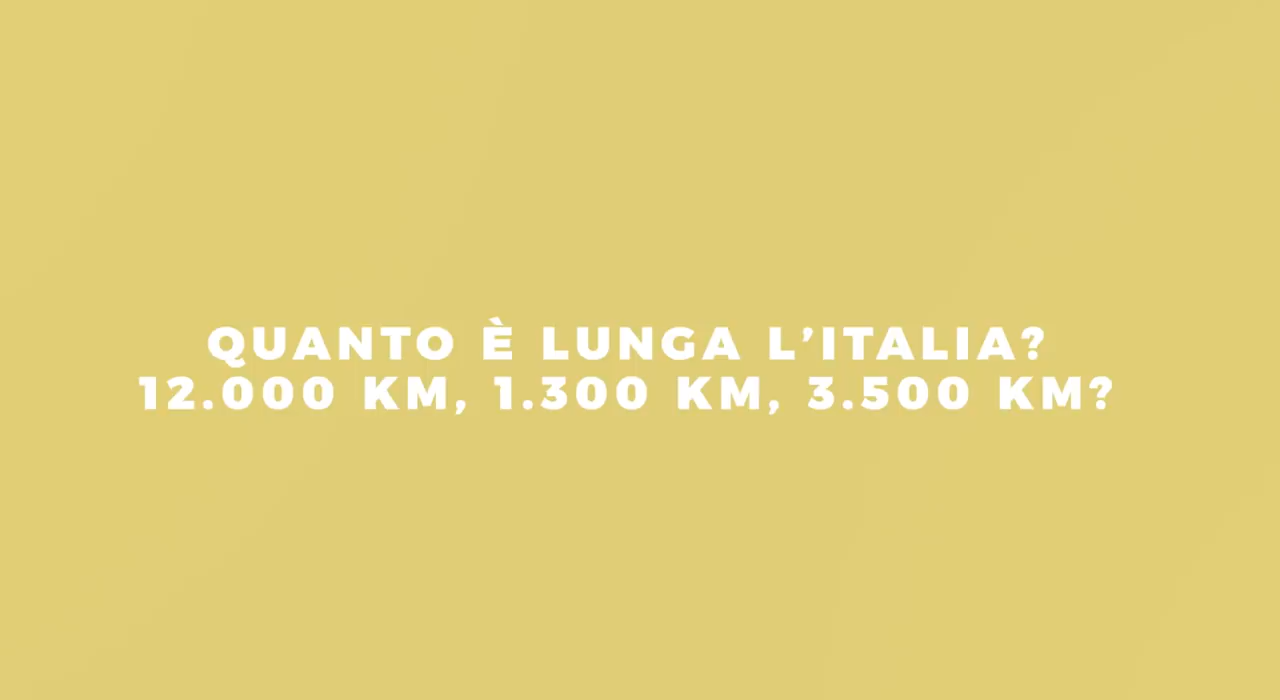 QUANTO È LUNGA L’ITALIA?
12.000 KM, 1.300 KM, 3.500 KM?